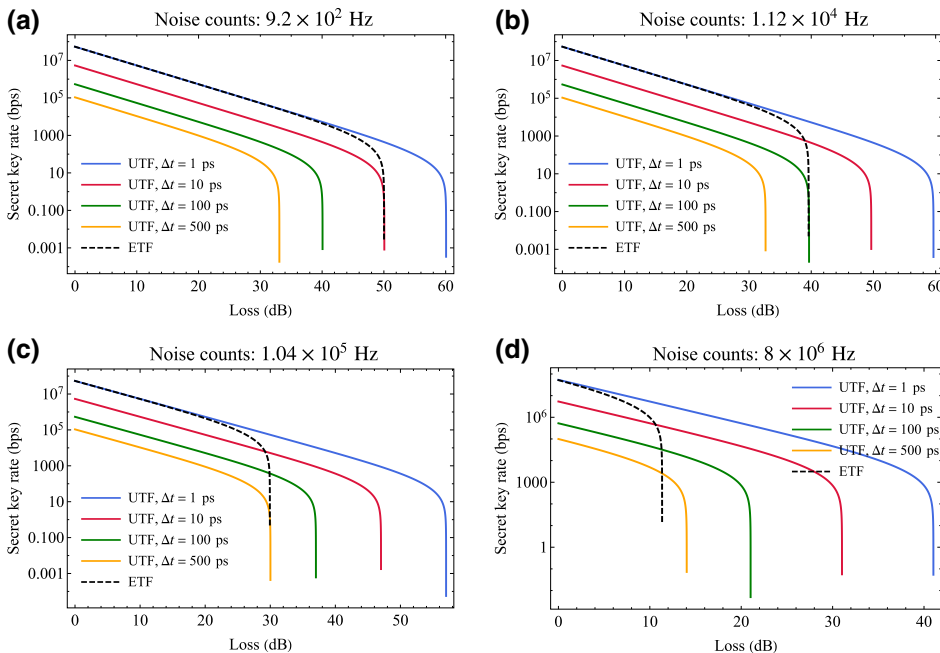 (a)
Noise counts: 9.2 × 10² Hz
Secret key rate (bps)
10⁷
10⁵
1000
10
0.100
0.001
UTF, Δt = 1 ps
UTF, Δt = 10 ps
UTF, Δt = 100 ps
UTF, Δt = 500 ps
ETF
0 10 20 30 40 50 60
Loss (dB)
(b)
Noise counts: 1.12 × 10⁴ Hz
Secret key rate (bps)
10⁷
10⁵
1000
10
0.100
0.001
UTF, Δt = 1 ps
UTF, Δt = 10 ps
UTF, Δt = 100 ps
UTF, Δt = 500 ps
ETF
0 10 20 30 40 50 60
Loss (dB)
(c)
Noise counts: 1.04 × 10⁵ Hz
Secret key rate (bps)
10⁷
10⁵
1000
10
0.100
0.001
UTF, Δt = 1 ps
UTF, Δt = 10 ps
UTF, Δt = 100 ps
UTF, Δt = 500 ps
ETF
0 10 20 30 40 50
Loss (dB)
(d)
Noise counts: 8 × 10⁶ Hz
Secret key rate (bps)
10⁶
1000
1
UTF, Δt = 1 ps
UTF, Δt = 10 ps
UTF, Δt = 100 ps
UTF, Δt = 500 ps
ETF
0 10 20 30 40
Loss (dB)